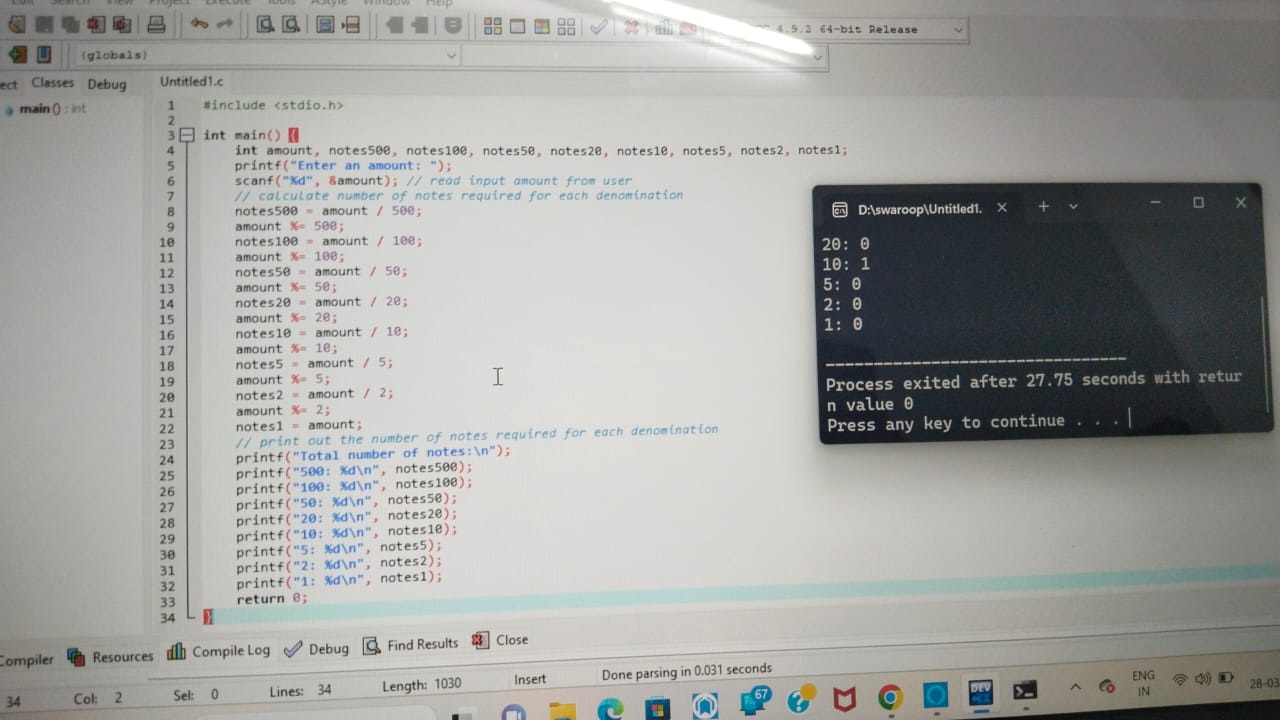 Edit Search View Project Execute Tools AStyle Window Help
4.9.2 64-bit Release
(globals)
Classes Debug
Untitled1.c
main() : int
1 #include <stdio.h>
2
3 int main() {
4 int amount, notes500, notes100, notes50, notes20, notes10, notes5, notes2, notes1;
5 printf("Enter an amount: ");
6 scanf("%d", &amount); // read input amount from user
7 // calculate number of notes required for each denomination
8 notes500 = amount / 500;
9 amount %= 500;
10 notes100 = amount / 100;
11 amount %= 100;
12 notes50 = amount / 50;
13 amount %= 50;
14 notes20 = amount / 20;
15 amount %= 20;
16 notes10 = amount / 10;
17 amount %= 10;
18 notes5 = amount / 5;
19 amount %= 5;
20 notes2 = amount / 2;
21 amount %= 2;
22 notes1 = amount;
23 // print out the number of notes required for each denomination
24 printf("Total number of notes:\n");
25 printf("500: %d\n", notes500);
26 printf("100: %d\n", notes100);
27 printf("50: %d\n", notes50);
28 printf("20: %d\n", notes20);
29 printf("10: %d\n", notes10);
30 printf("5: %d\n", notes5);
31 printf("2: %d\n", notes2);
32 printf("1: %d\n", notes1);
33 return 0;
34 }
D:\swaroop\Untitled1.
20: 0
10: 1
5: 0
2: 0
1: 0
--------------------------------
Process exited after 27.75 seconds with retur
n value 0
Press any key to continue . . .
Compiler Resources Compile Log Debug Find Results Close
34 Col: 2 Sel: 0 Lines: 34 Length: 1030 Insert Done parsing in 0.031 seconds
67
DEV
ENG
IN
28-03